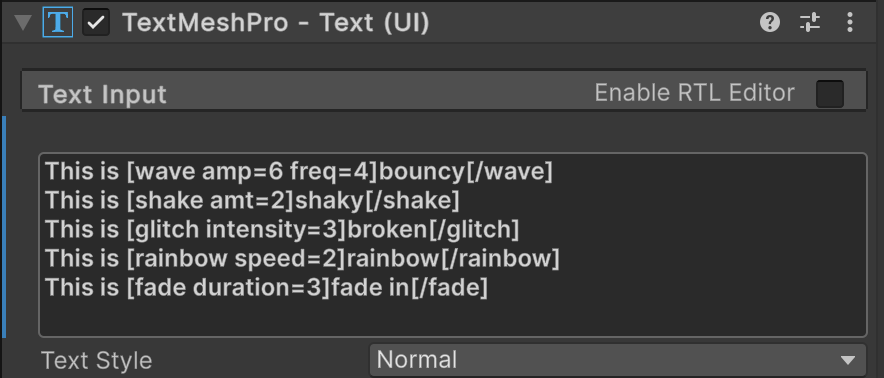 TextMeshPro - Text (UI)
Text Input
Enable RTL Editor
This is [wave amp=6 freq=4]bouncy[/wave]
This is [shake amt=2]shaky[/shake]
This is [glitch intensity=3]broken[/glitch]
This is [rainbow speed=2]rainbow[/rainbow]
This is [fade duration=3]fade in[/fade]
Text Style
Normal